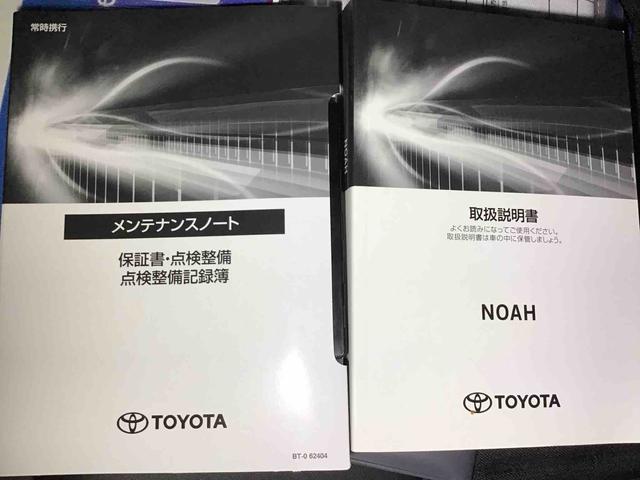 常時携行
メンテナンスノート
保証書・点検整備
点検整備記録簿
TOYOTA
BT-0 62404
NOAH
取扱説明書
よくお読みになってご使用ください。
取扱説明書は車の中に保管しましょう。
NOAH
TOYOTA